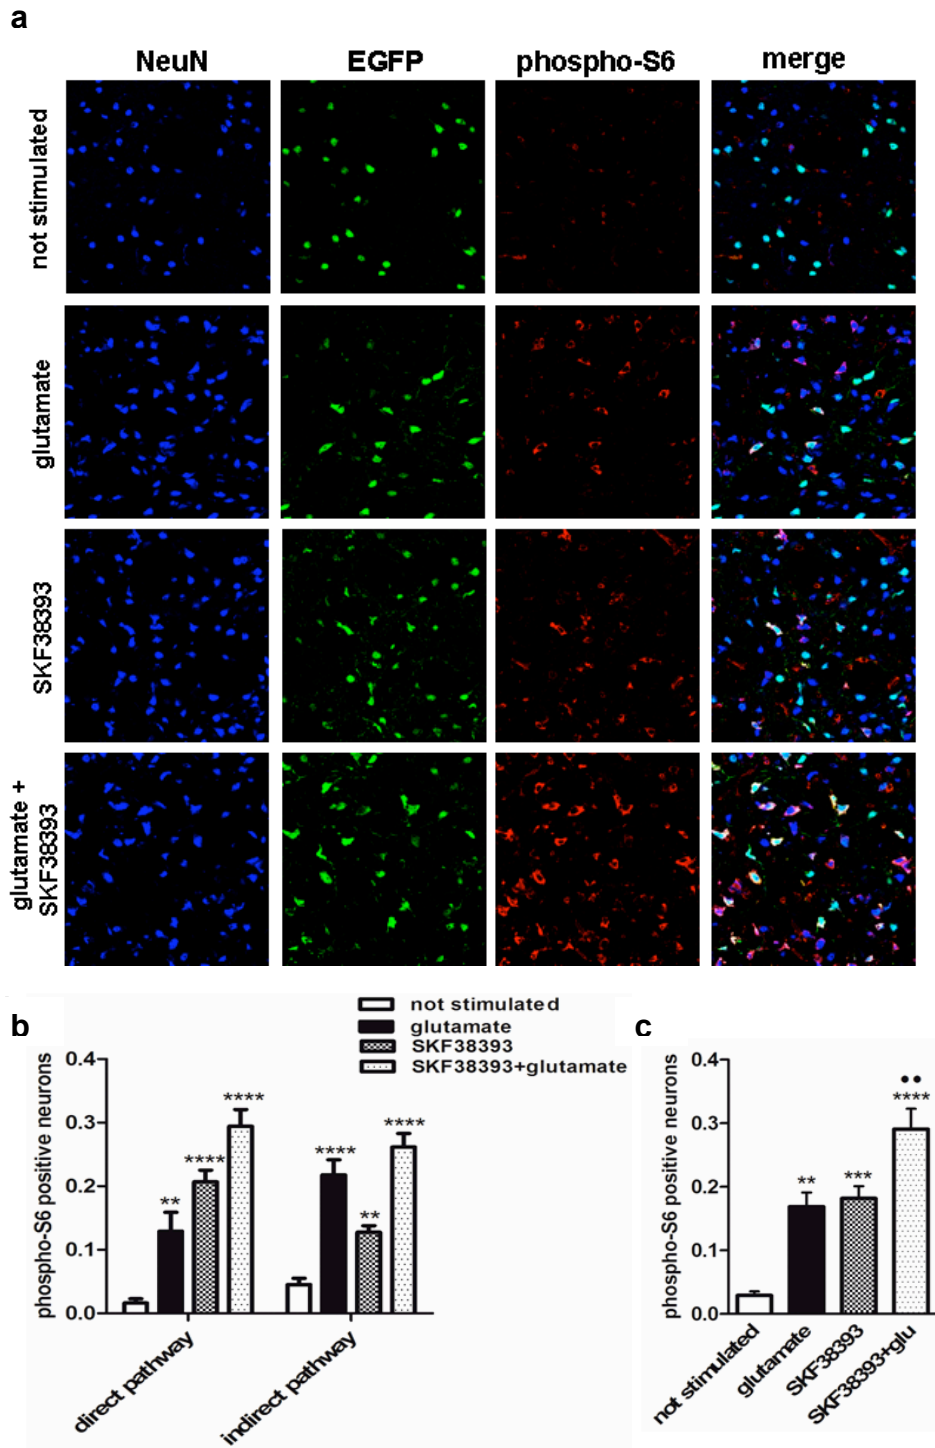 a
NeuN EGFP phospho-S6 merge
not stimulated
glutamate
SKF38393
glutamate +
SKF38393
b
not stimulated
glutamate
SKF38393
SKF38393+glutamate
phospho-S6 positive neurons
0.4
0.3
0.2
0.1
0.0
**
****
****
****
**
****
direct pathway
indirect pathway
c
phospho-S6 positive neurons
0.4
0.3
0.2
0.1
0.0
**
***
••
****
not stimulated
glutamate
SKF38393
SKF38393+glu